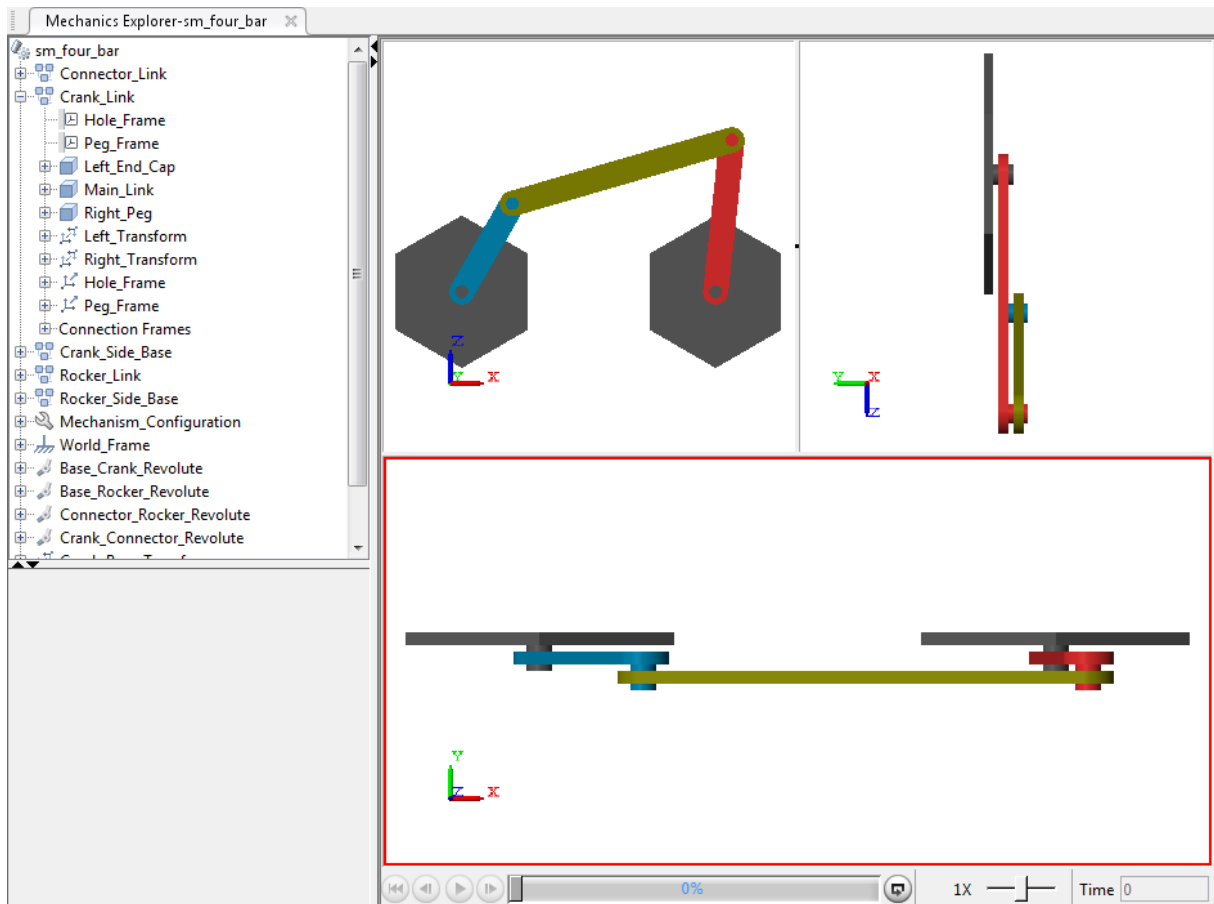 Mechanics Explorer-sm_four_bar
sm_four_bar
Connector_Link
Crank_Link
Hole_Frame
Peg_Frame
Left_End_Cap
Main_Link
Right_Peg
Left_Transform
Right_Transform
Hole_Frame
Peg_Frame
Connection Frames
Crank_Side_Base
Rocker_Link
Rocker_Side_Base
Mechanism_Configuration
World_Frame
Base_Crank_Revolute
Base_Rocker_Revolute
Connector_Rocker_Revolute
Crank_Connector_Revolute
Z
Y X
Y X
Z
Y
Z X
0%
1X
Time 0